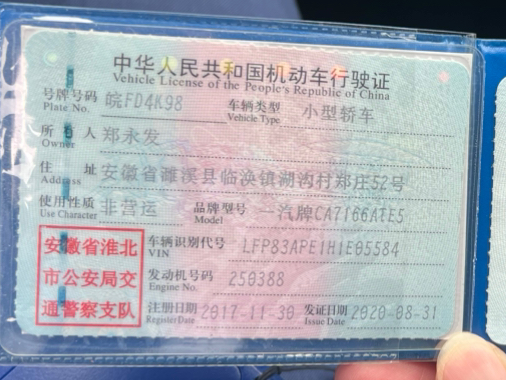 中华人民共和国机动车行驶证
Vehicle License of the People's Republic of China
号牌号码 皖FD4K98 车辆类型 小型轿车
Plate No. Vehicle Type
所有人 郑永发
Owner
住址 安徽省濉溪县临涣镇湖沟村郑庄52号
Address
使用性质 非营运 品牌型号 一汽牌CA7166ATE5
Use Character Model
安徽省淮北 车辆识别代号 LFP83APE1H1E05584
VIN
市公安局交 发动机号码 250388
Engine No.
通警察支队 注册日期 2017-11-30 发证日期 2020-08-31
Register Date Issue Date